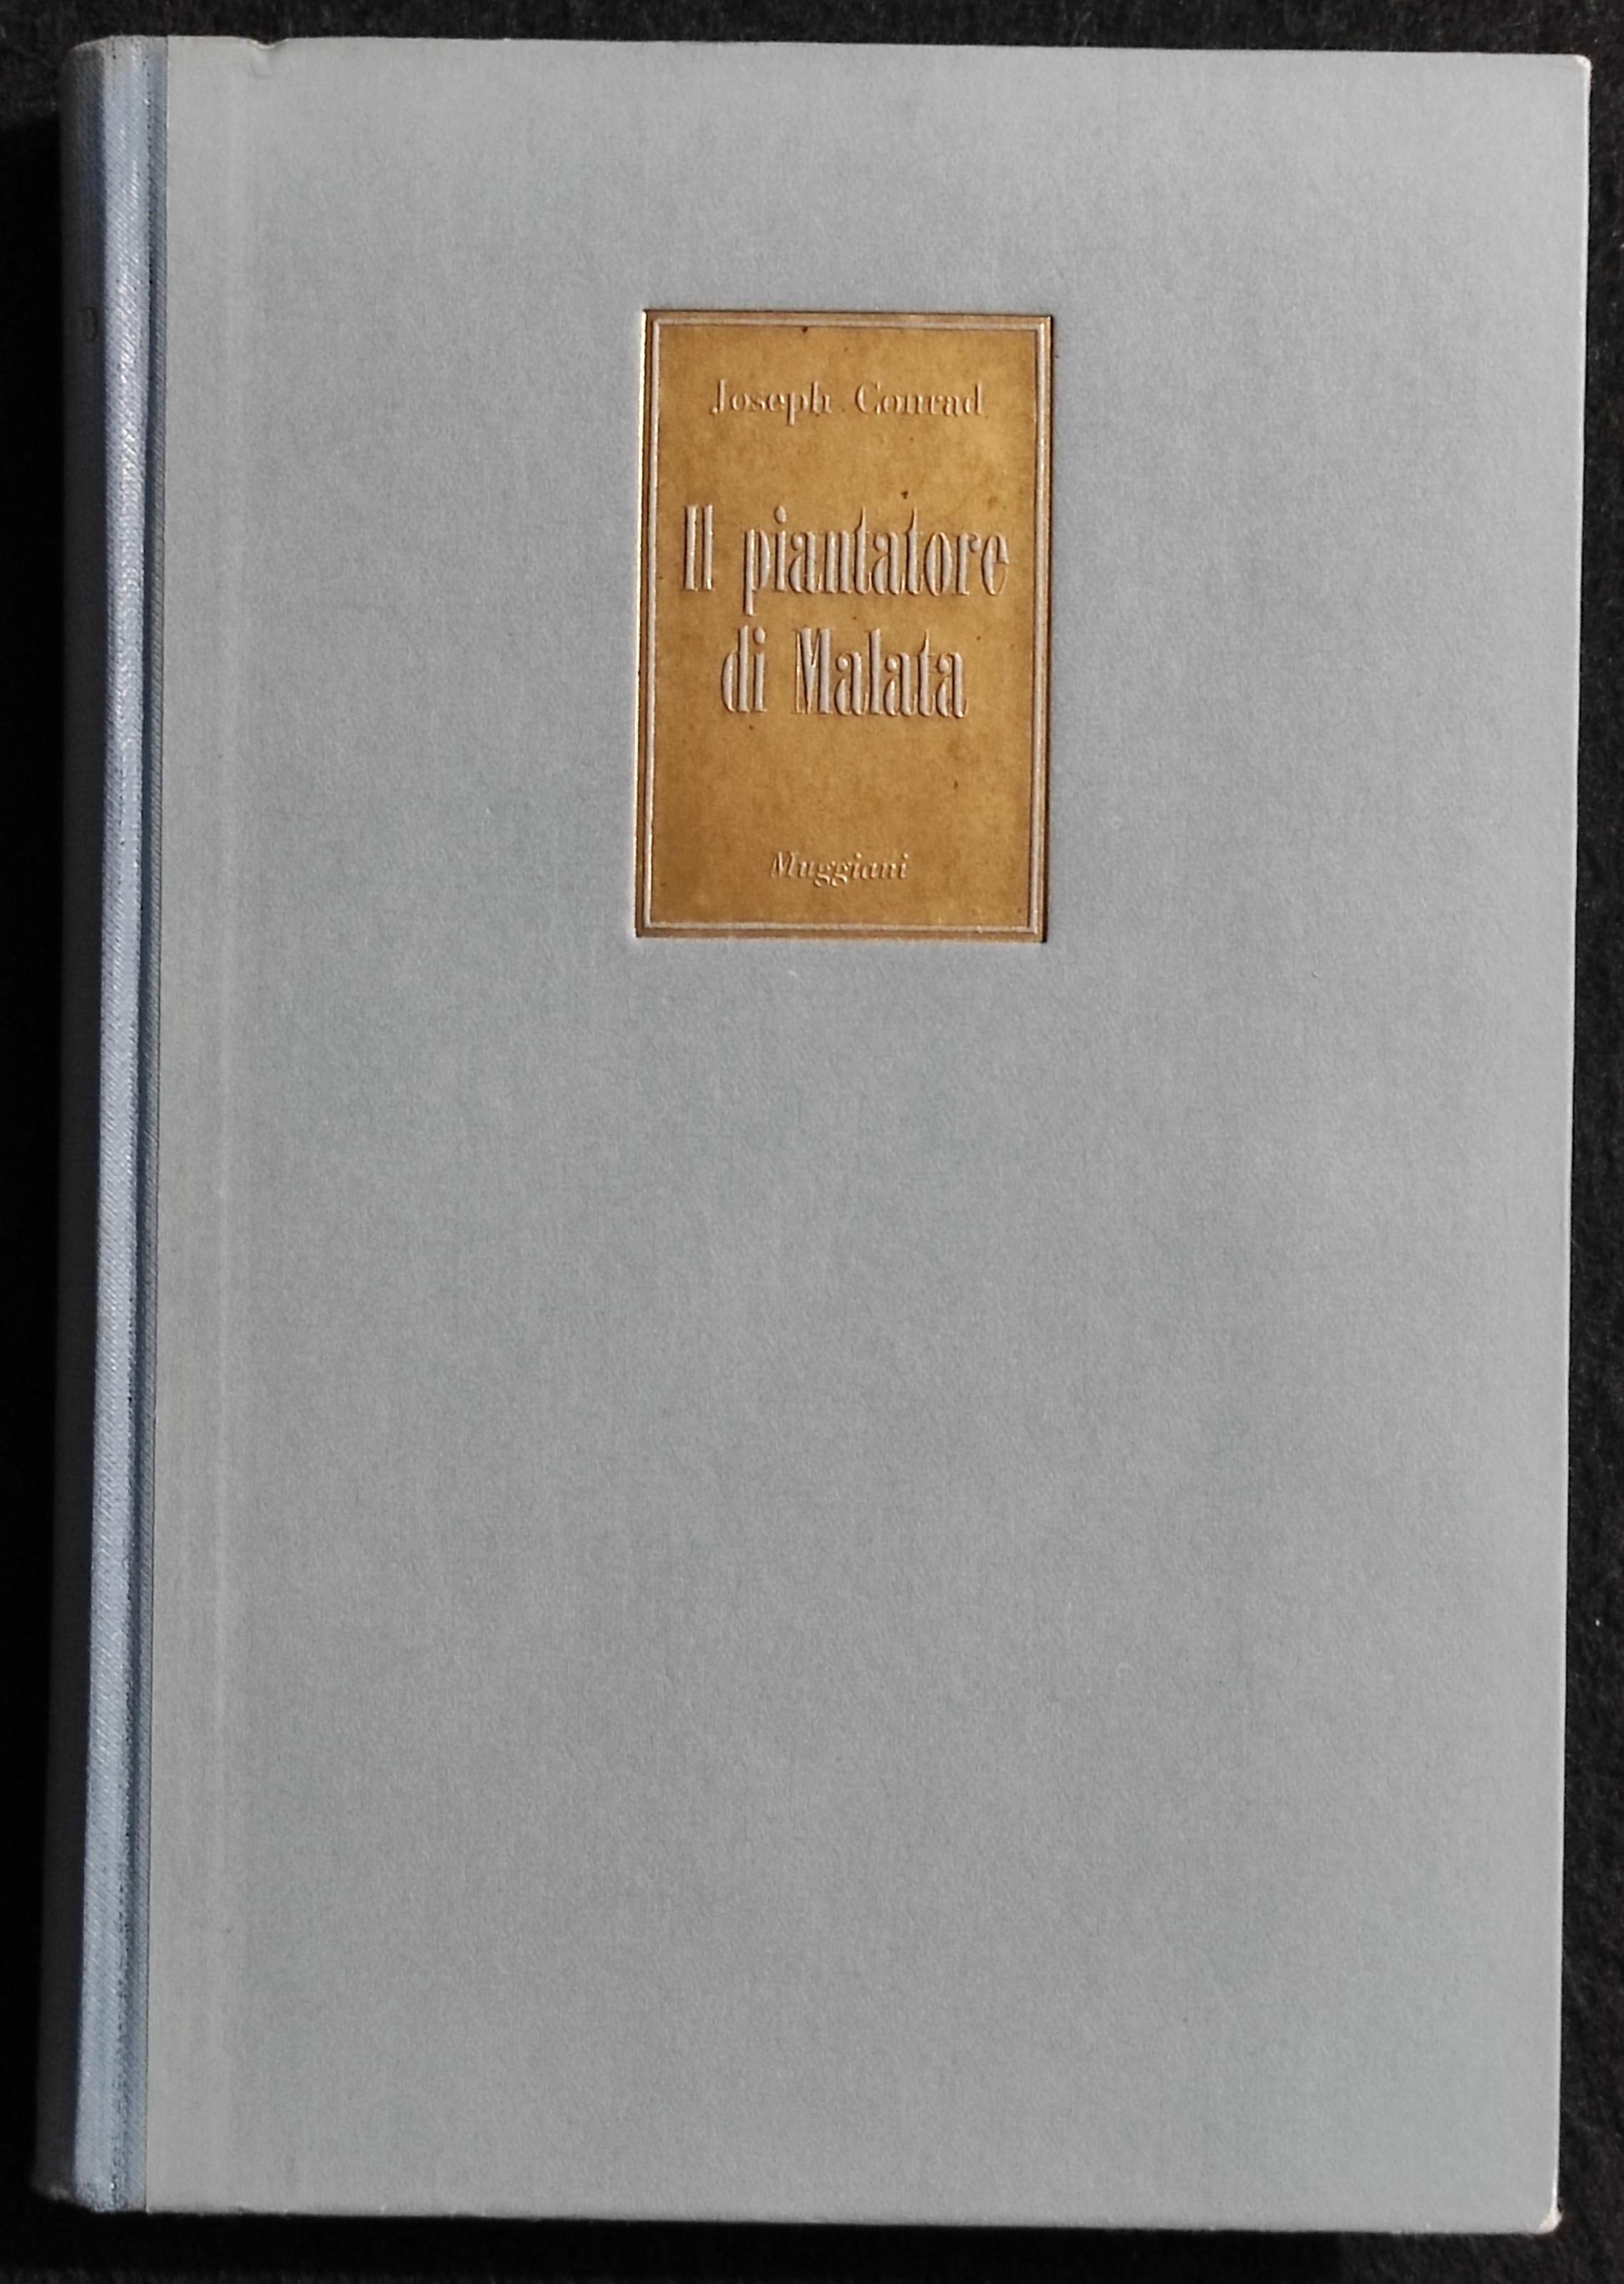 Joseph Conrad
Il piantatore
di Malata
Muggiani